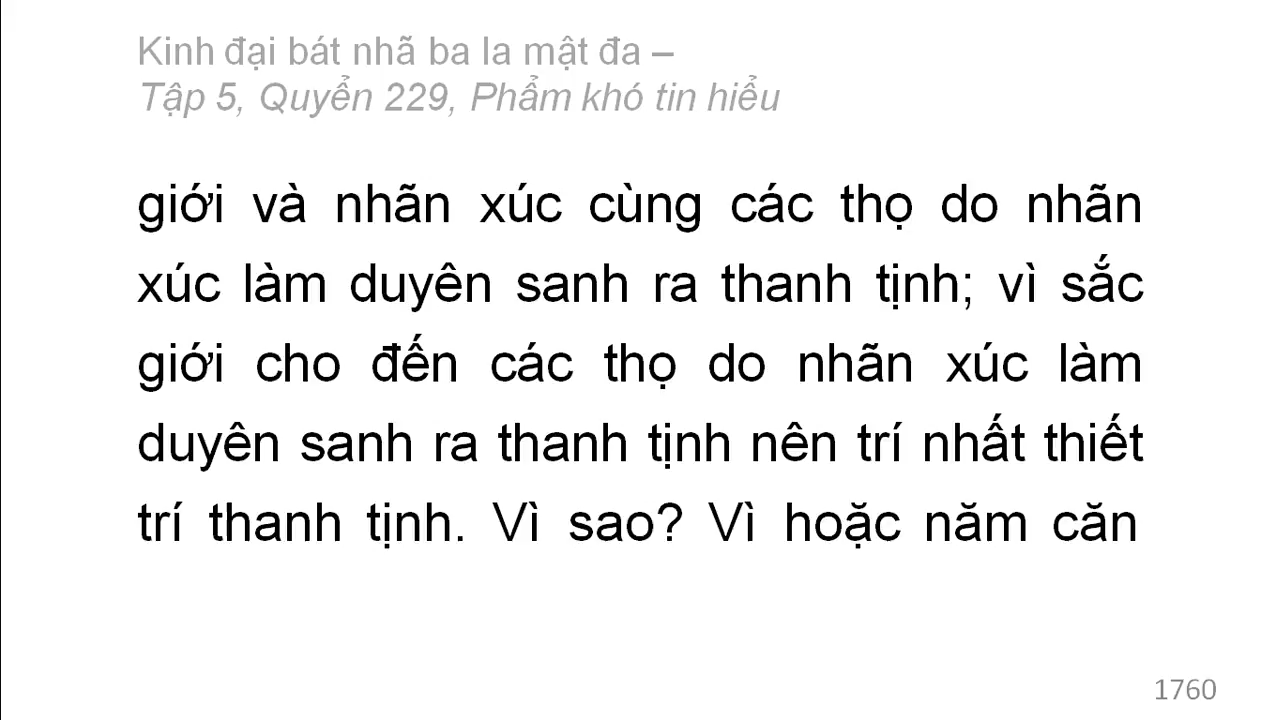 Kinh đại bát nhã ba la mật đa –
Tập 5, Quyển 229, Phẩm khó tin hiểu
giới và nhãn xúc cùng các thọ do nhãn
xúc làm duyên sanh ra thanh tịnh; vì sắc
giới cho đến các thọ do nhãn xúc làm
duyên sanh ra thanh tịnh nên trí nhất thiết
trí thanh tịnh. Vì sao? Vì hoặc năm căn
1760